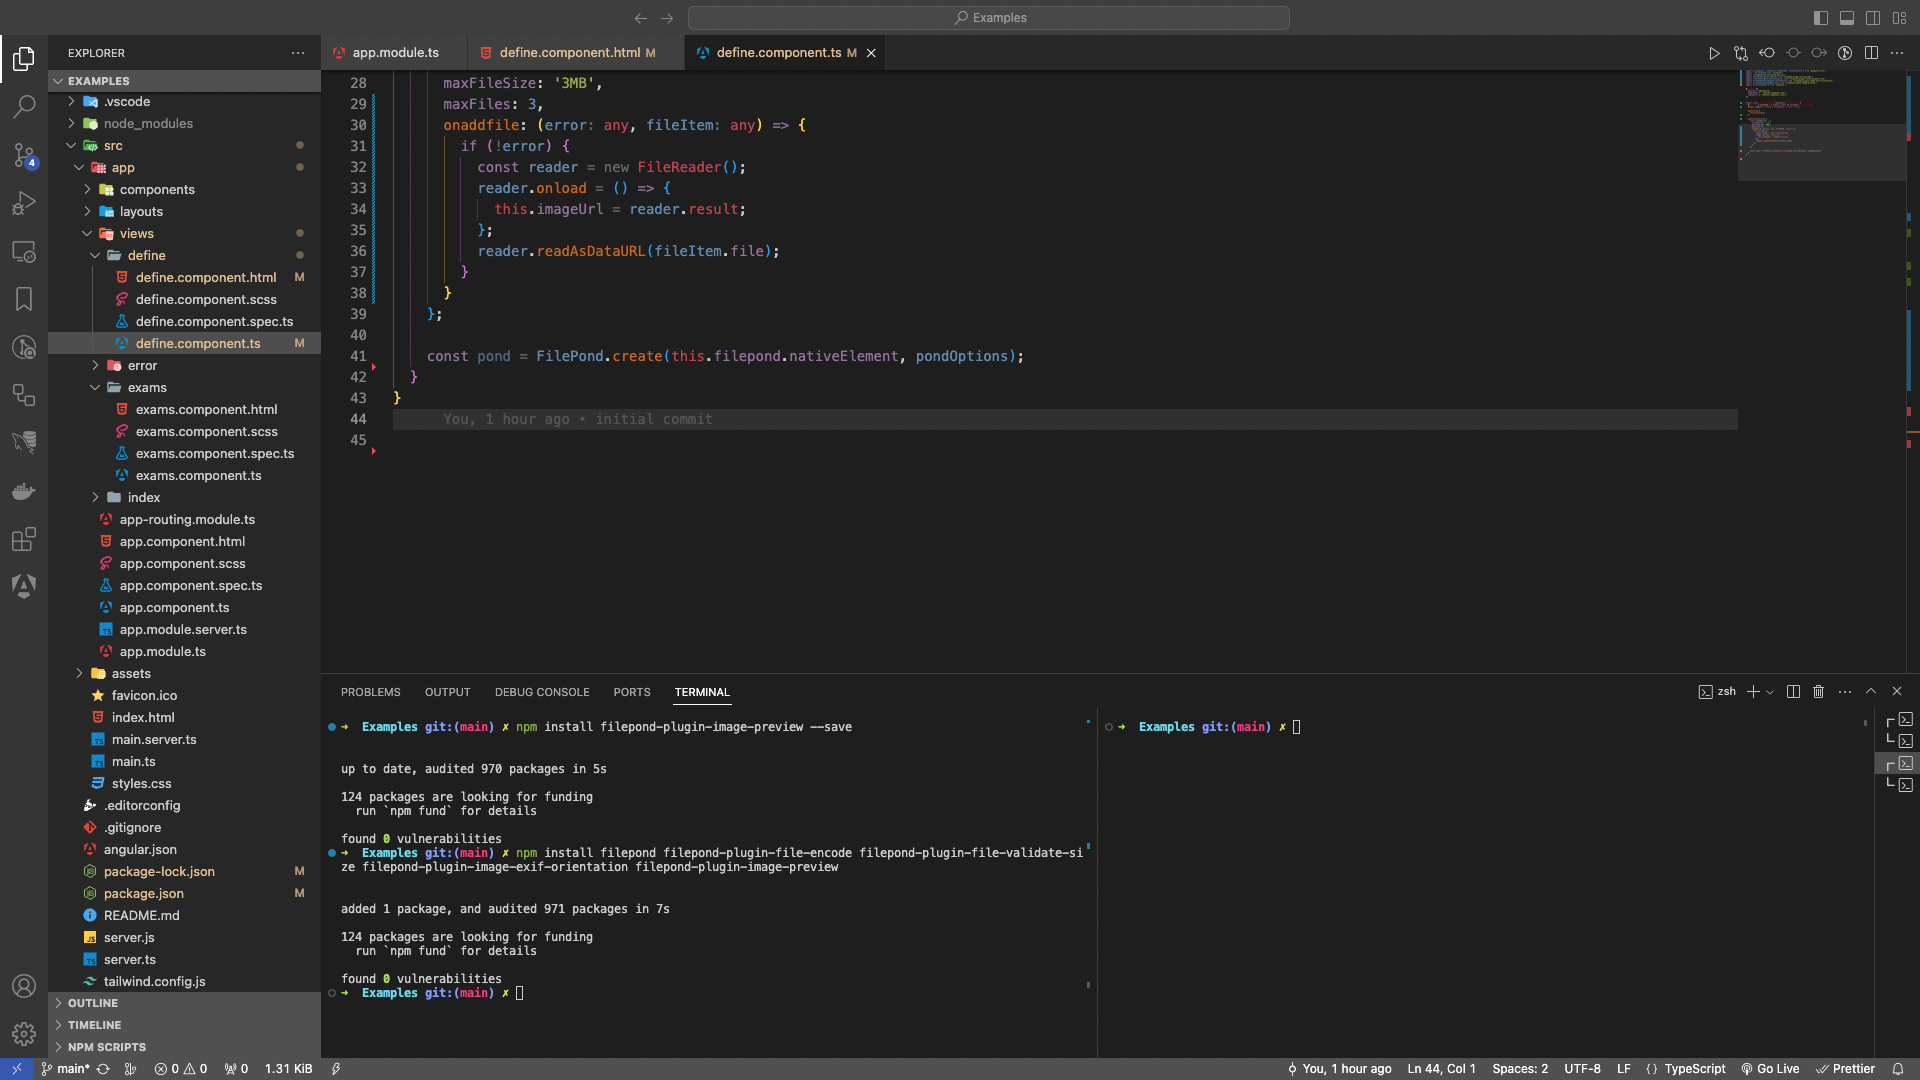 Examples
EXPLORER
EXAMPLES
.vscode
node_modules
src
app
components
layouts
views
define
define.component.html M
define.component.scss
define.component.spec.ts
define.component.ts M
error
exams
exams.component.html
exams.component.scss
exams.component.spec.ts
exams.component.ts
index
app-routing.module.ts
app.component.html
app.component.scss
app.component.spec.ts
app.component.ts
app.module.server.ts
app.module.ts
assets
favicon.ico
index.html
main.server.ts
main.ts
styles.css
.editorconfig
.gitignore
angular.json
package-lock.json M
package.json M
README.md
server.js
server.ts
tailwind.config.js
OUTLINE
TIMELINE
NPM SCRIPTS
4
app.module.ts
define.component.html M
define.component.ts M
28 maxFileSize: '3MB',
29 maxFiles: 3,
30 onaddfile: (error: any, fileItem: any) => {
31 if (!error) {
32 const reader = new FileReader();
33 reader.onload = () => {
34 this.imageUrl = reader.result;
35 };
36 reader.readAsDataURL(fileItem.file);
37 }
38 }
39 };
40
41 const pond = FilePond.create(this.filepond.nativeElement, pondOptions);
42 }
43 }
44 You, 1 hour ago • initial commit
45
PROBLEMS OUTPUT DEBUG CONSOLE PORTS TERMINAL
zsh
➜ Examples git:(main) ✗ npm install filepond-plugin-image-preview --save
up to date, audited 970 packages in 5s
124 packages are looking for funding
run `npm fund` for details
found 0 vulnerabilities
➜ Examples git:(main) ✗ npm install filepond filepond-plugin-file-encode filepond-plugin-file-validate-si
ze filepond-plugin-image-exif-orientation filepond-plugin-image-preview
added 1 package, and audited 971 packages in 7s
124 packages are looking for funding
run `npm fund` for details
found 0 vulnerabilities
➜ Examples git:(main) ✗
➜ Examples git:(main) ✗
main* 0 0 0 1.31 KiB
You, 1 hour ago Ln 44, Col 1 Spaces: 2 UTF-8 LF {} TypeScript Go Live Prettier